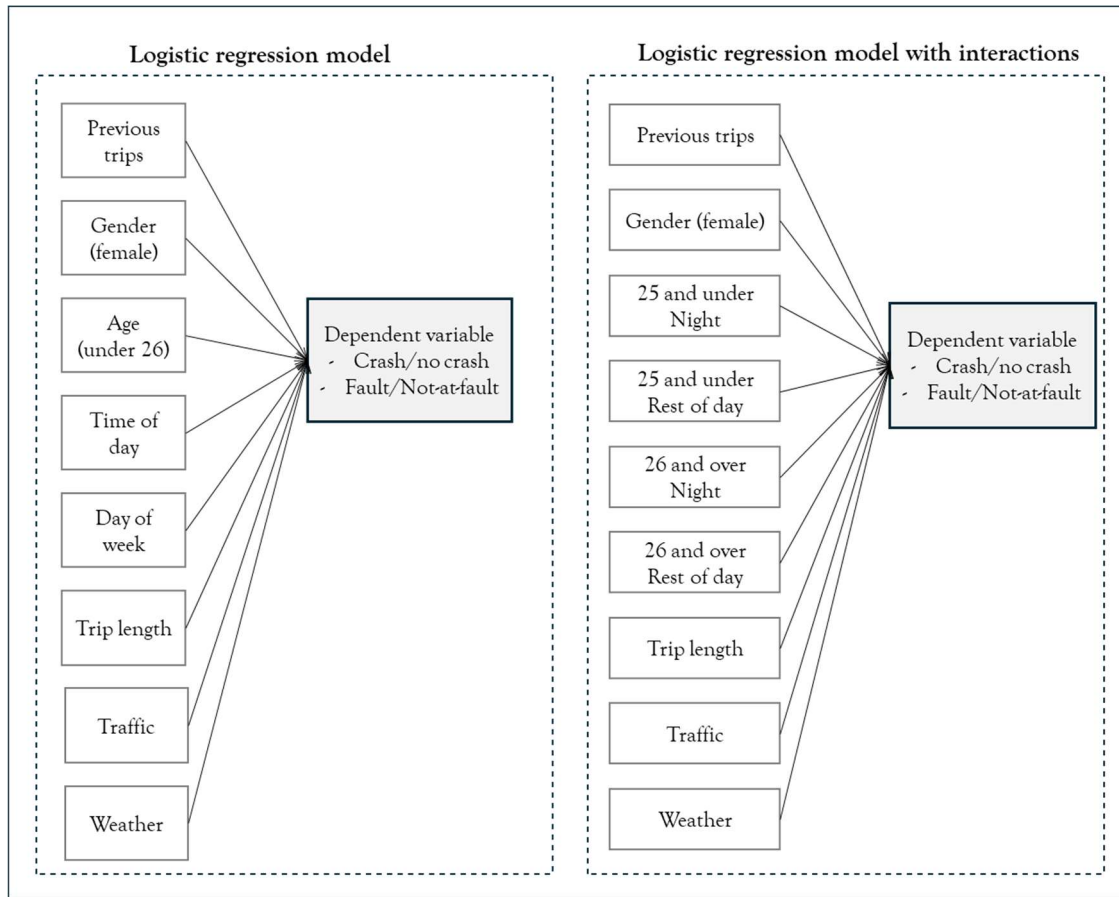 Logistic regression model
Previous
trips
Gender
(female)
Age
(under 26)
Time of
day
Day of
week
Trip length
Traffic
Weather
Dependent variable
- Crash/no crash
- Fault/Not-at-fault
Logistic regression model with interactions
Previous trips
Gender (female)
25 and under
Night
25 and under
Rest of day
26 and over
Night
26 and over
Rest of day
Trip length
Traffic
Weather
Dependent variable
- Crash/no crash
- Fault/Not-at-fault